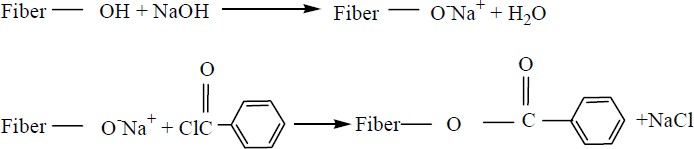 Fiber — OH + NaOH ⟶ Fiber — O⁻Na⁺ + H₂O
O O
Fiber — O⁻Na⁺ + ClC ⟶ Fiber — O — C +NaCl